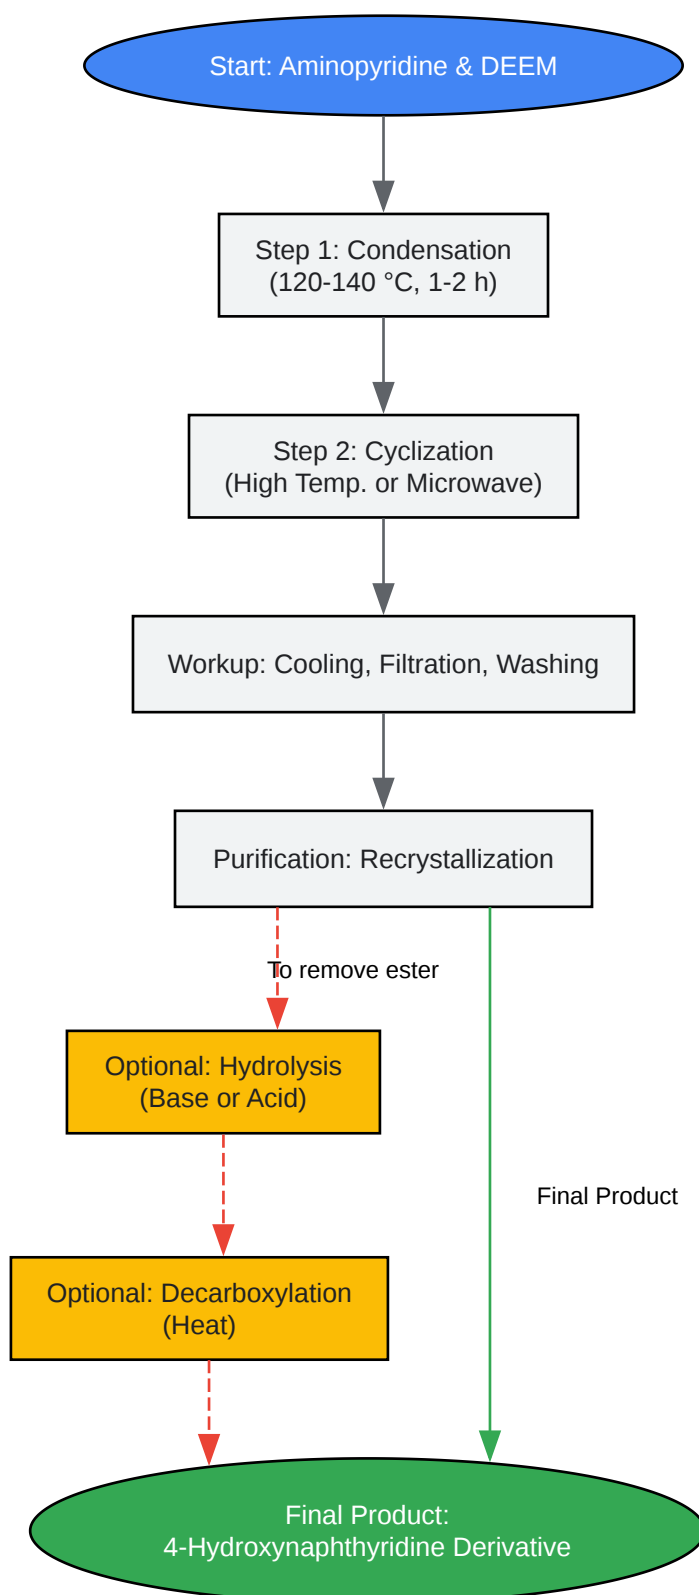 Start: Aminopyridine & DEEM
Step 1: Condensation
(120-140 °C, 1-2 h)
Step 2: Cyclization
(High Temp. or Microwave)
Workup: Cooling, Filtration, Washing
Purification: Recrystallization
To remove ester
Optional: Hydrolysis
(Base or Acid)
Final Product
Optional: Decarboxylation
(Heat)
Final Product:
4-Hydroxynaphthyridine Derivative